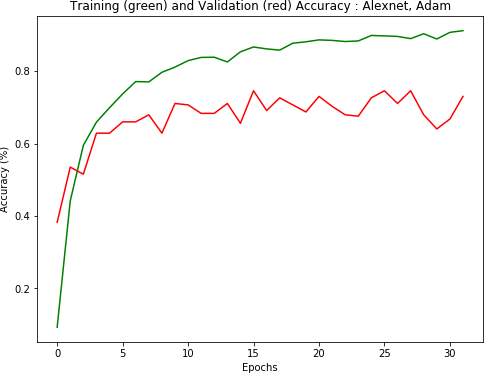 Training (green) and Validation (red) Accuracy : Alexnet, Adam
Accuracy (%)
0.8
0.6
0.4
0.2
0 5 10 15 20 25 30
Epochs